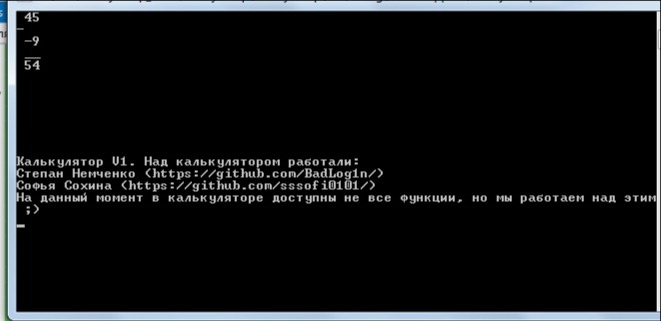 45
-9
54
Калькулятор V1. Над калькулятором работали:
Степан Немченко (https://github.com/BadLog1n/)
Софья Сохина (https://github.com/sssofi0101/)
На данный момент в калькуляторе доступны не все функции, но мы работаем над этим
;)